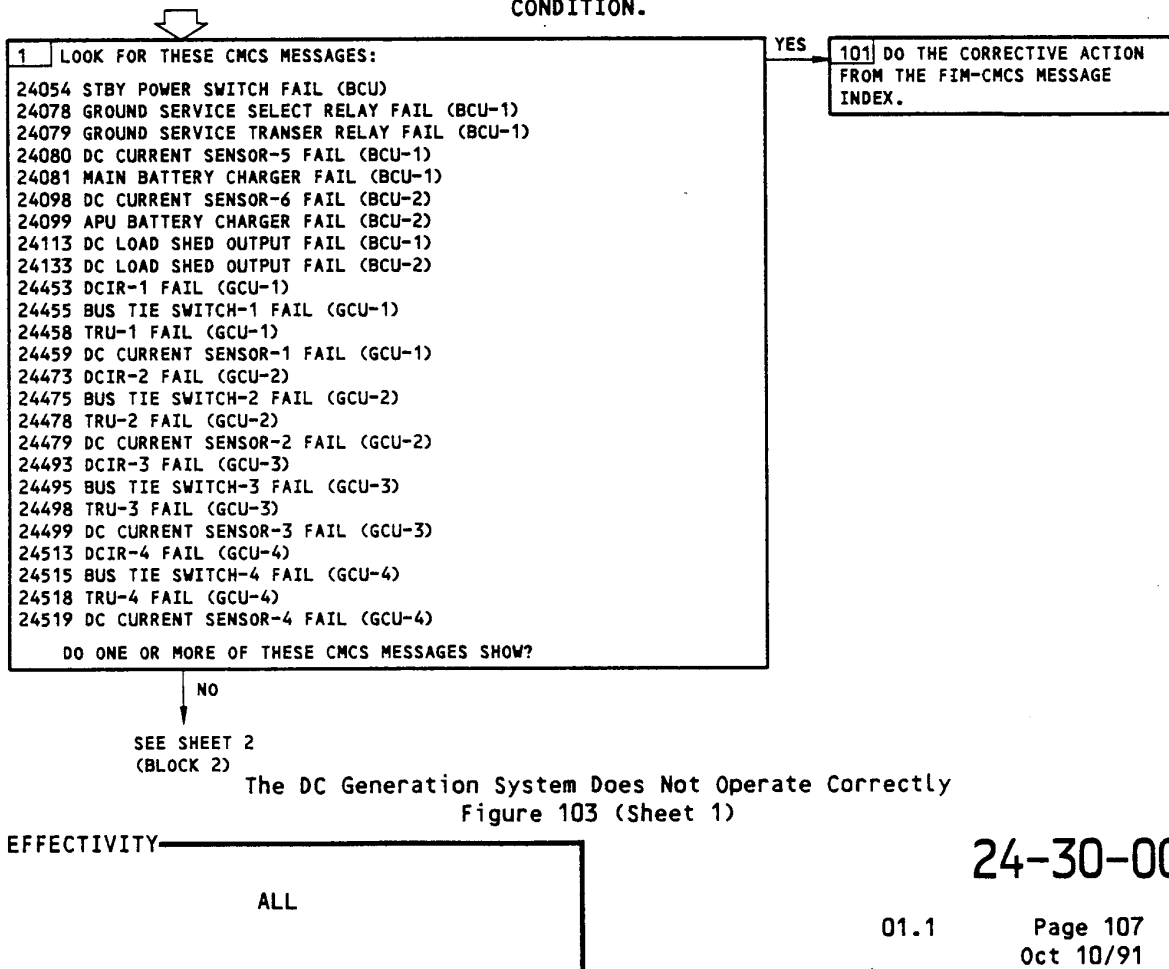 CONDITION.
1 LOOK FOR THESE CMCS MESSAGES:
24054 STBY POWER SWITCH FAIL (BCU)
24078 GROUND SERVICE SELECT RELAY FAIL (BCU-1)
24079 GROUND SERVICE TRANSER RELAY FAIL (BCU-1)
24080 DC CURRENT SENSOR-5 FAIL (BCU-1)
24081 MAIN BATTERY CHARGER FAIL (BCU-1)
24098 DC CURRENT SENSOR-6 FAIL (BCU-2)
24099 APU BATTERY CHARGER FAIL (BCU-2)
24113 DC LOAD SHED OUTPUT FAIL (BCU-1)
24133 DC LOAD SHED OUTPUT FAIL (BCU-2)
24453 DCIR-1 FAIL (GCU-1)
24455 BUS TIE SWITCH-1 FAIL (GCU-1)
24458 TRU-1 FAIL (GCU-1)
24459 DC CURRENT SENSOR-1 FAIL (GCU-1)
24473 DCIR-2 FAIL (GCU-2)
24475 BUS TIE SWITCH-2 FAIL (GCU-2)
24478 TRU-2 FAIL (GCU-2)
24479 DC CURRENT SENSOR-2 FAIL (GCU-2)
24493 DCIR-3 FAIL (GCU-3)
24495 BUS TIE SWITCH-3 FAIL (GCU-3)
24498 TRU-3 FAIL (GCU-3)
24499 DC CURRENT SENSOR-3 FAIL (GCU-3)
24513 DCIR-4 FAIL (GCU-4)
24515 BUS TIE SWITCH-4 FAIL (GCU-4)
24518 TRU-4 FAIL (GCU-4)
24519 DC CURRENT SENSOR-4 FAIL (GCU-4)
DO ONE OR MORE OF THESE CMCS MESSAGES SHOW?
YES
101 DO THE CORRECTIVE ACTION
FROM THE FIM-CMCS MESSAGE
INDEX.
NO
SEE SHEET 2
(BLOCK 2)
The DC Generation System Does Not Operate Correctly
Figure 103 (Sheet 1)
EFFECTIVITY
ALL
24-30-00
01.1 Page 107
Oct 10/91